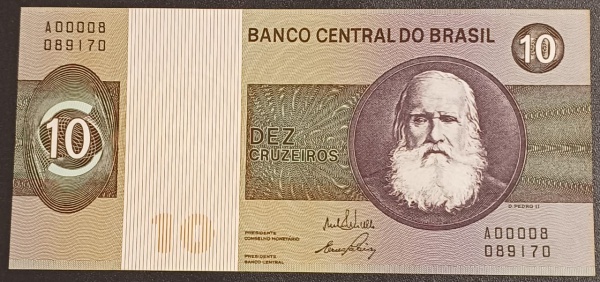 A00008
089170
BANCO CENTRAL DO BRASIL
10
10
DEZ
CRUZEIROS
D. PEDRO II
10
PRESIDENTE
CONSELHO MONETÁRIO
PRESIDENTE
BANCO CENTRAL
A00008
089170